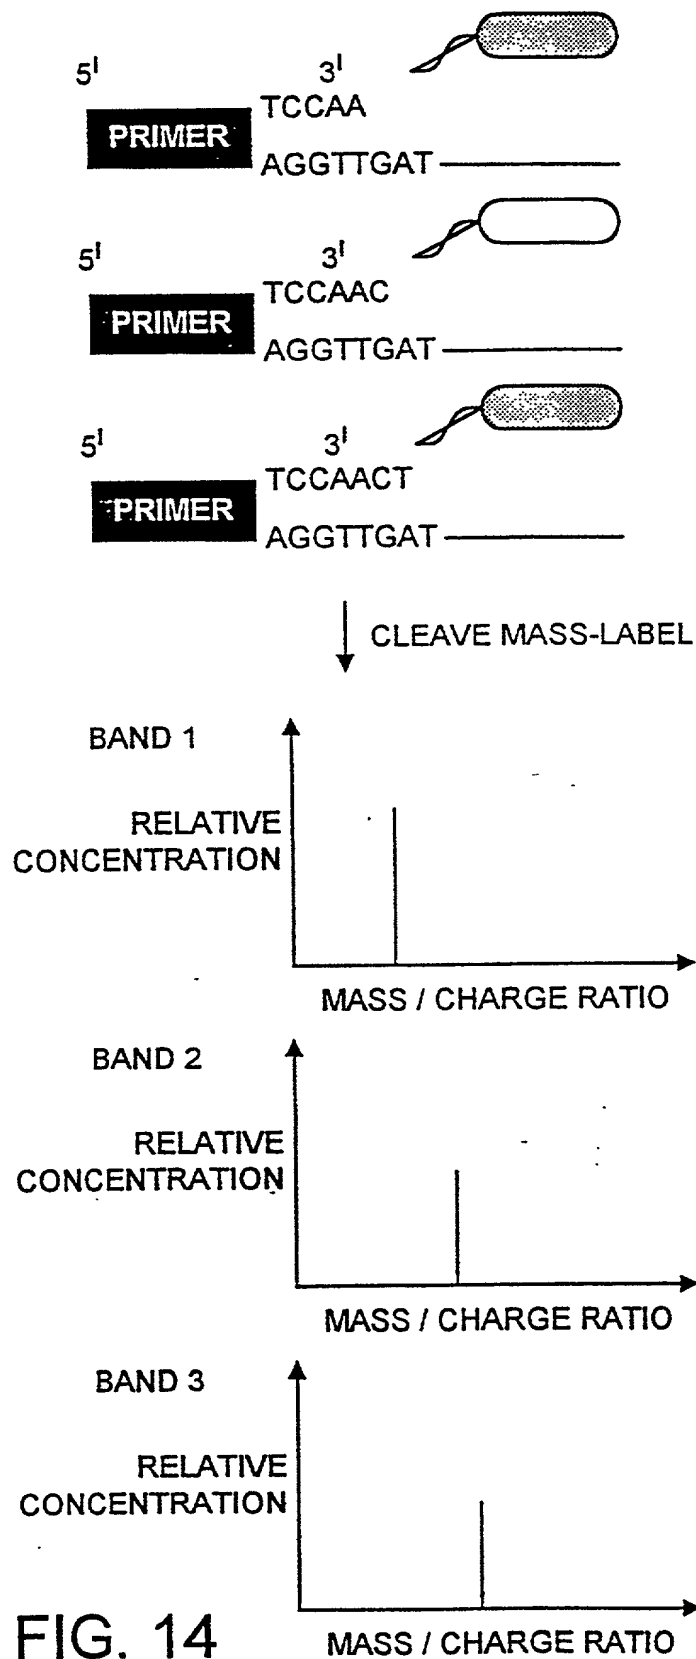 5' 3'
TCCAA
PRIMER
AGGTTGAT
5' 3'
TCCAAC
PRIMER
AGGTTGAT
5' 3'
TCCAACT
PRIMER
AGGTTGAT
CLEAVE MASS-LABEL
BAND 1
RELATIVE
CONCENTRATION
MASS / CHARGE RATIO
BAND 2
RELATIVE
CONCENTRATION
MASS / CHARGE RATIO
BAND 3
RELATIVE
CONCENTRATION
MASS / CHARGE RATIO
FIG. 14